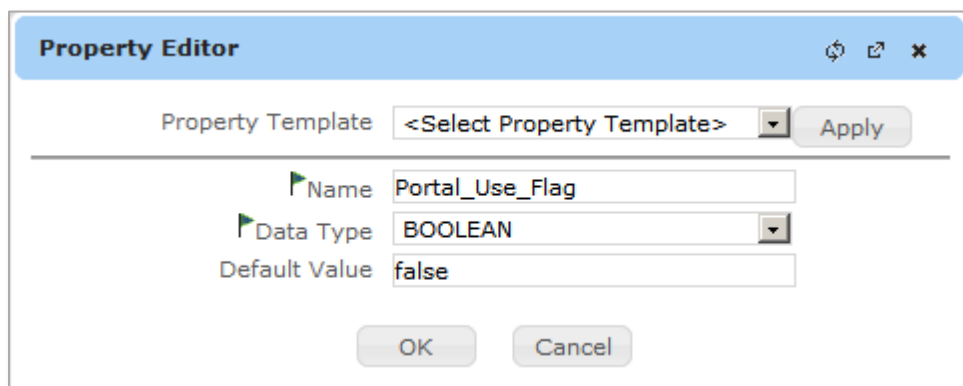 Property Editor
Property Template <Select Property Template> Apply
Name Portal_Use_Flag
Data Type BOOLEAN
Default Value false
OK Cancel